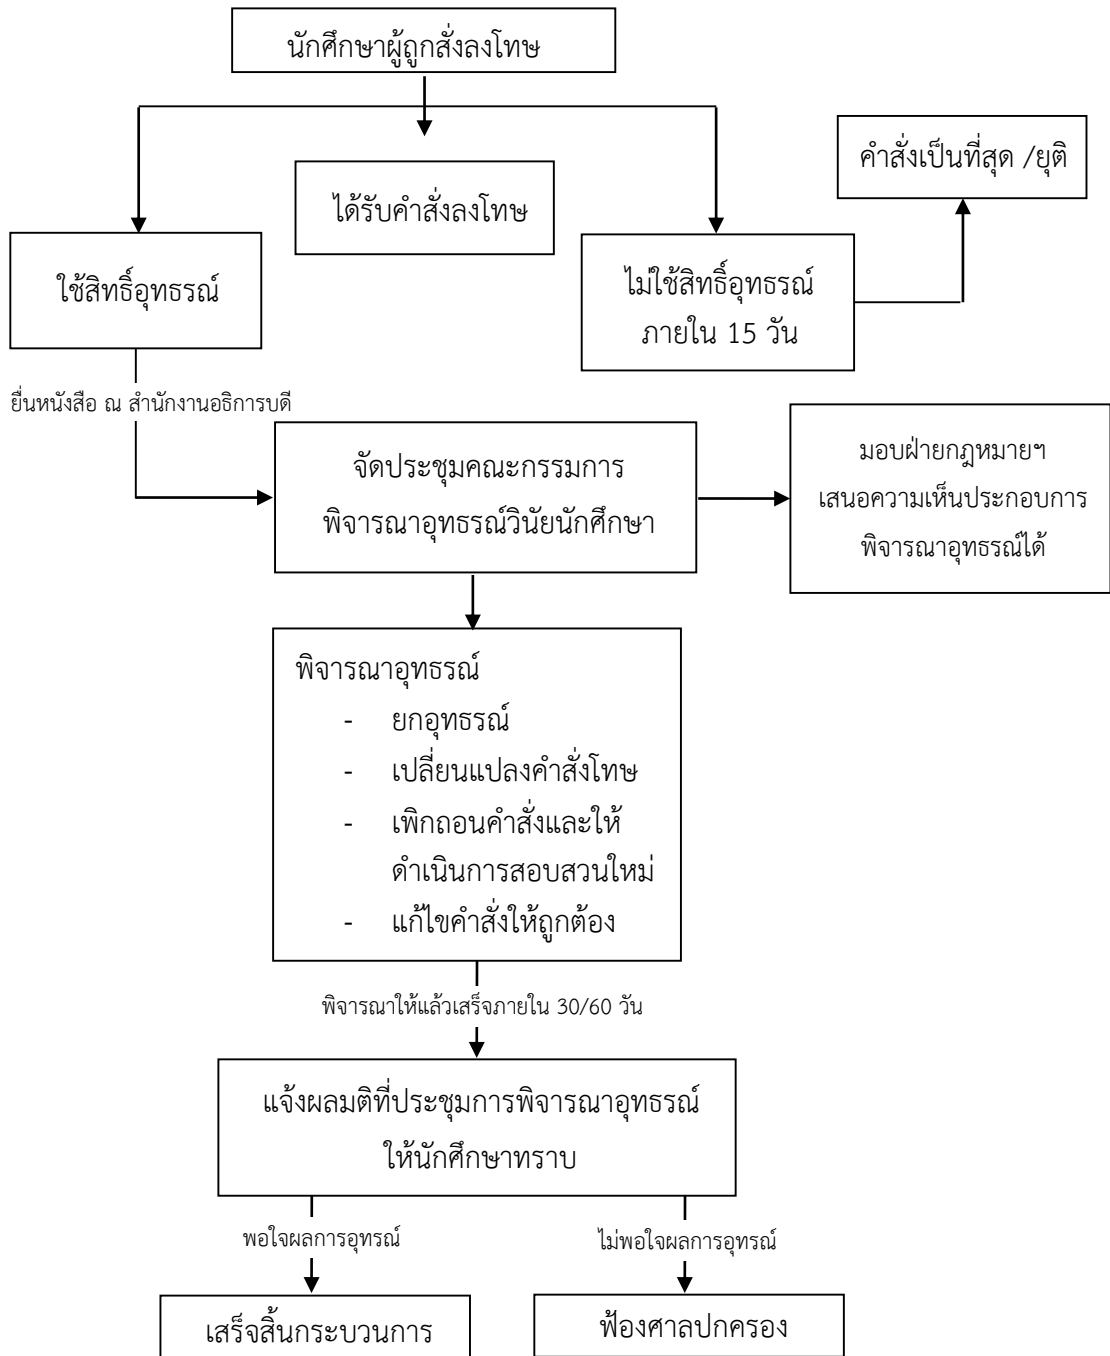 นักศึกษาผู้ถูกสั่งลงโทษ
คำสั่งเป็นที่สุด /ยุติ
ได้รับคำสั่งลงโทษ
ใช้สิทธิ์อุทธรณ์
ไม่ใช้สิทธิ์อุทธรณ์
ภายใน 15 วัน
ยื่นหนังสือ ณ สำนักงานอธิการบดี
จัดประชุมคณะกรรมการ
พิจารณาอุทธรณ์วินัยนักศึกษา
มอบฝ่ายกฎหมายฯ
เสนอความเห็นประกอบการ
พิจารณาอุทธรณ์ได้
พิจารณาอุทธรณ์
- ยกอุทธรณ์
- เปลี่ยนแปลงคำสั่งโทษ
- เพิกถอนคำสั่งและให้
ดำเนินการสอบสวนใหม่
- แก้ไขคำสั่งให้ถูกต้อง
พิจารณาให้แล้วเสร็จภายใน 30/60 วัน
แจ้งผลมติที่ประชุมการพิจารณาอุทธรณ์
ให้นักศึกษาทราบ
พอใจผลการอุทรณ์
ไม่พอใจผลการอุทรณ์
เสร็จสิ้นกระบวนการ
ฟ้องศาลปกครอง